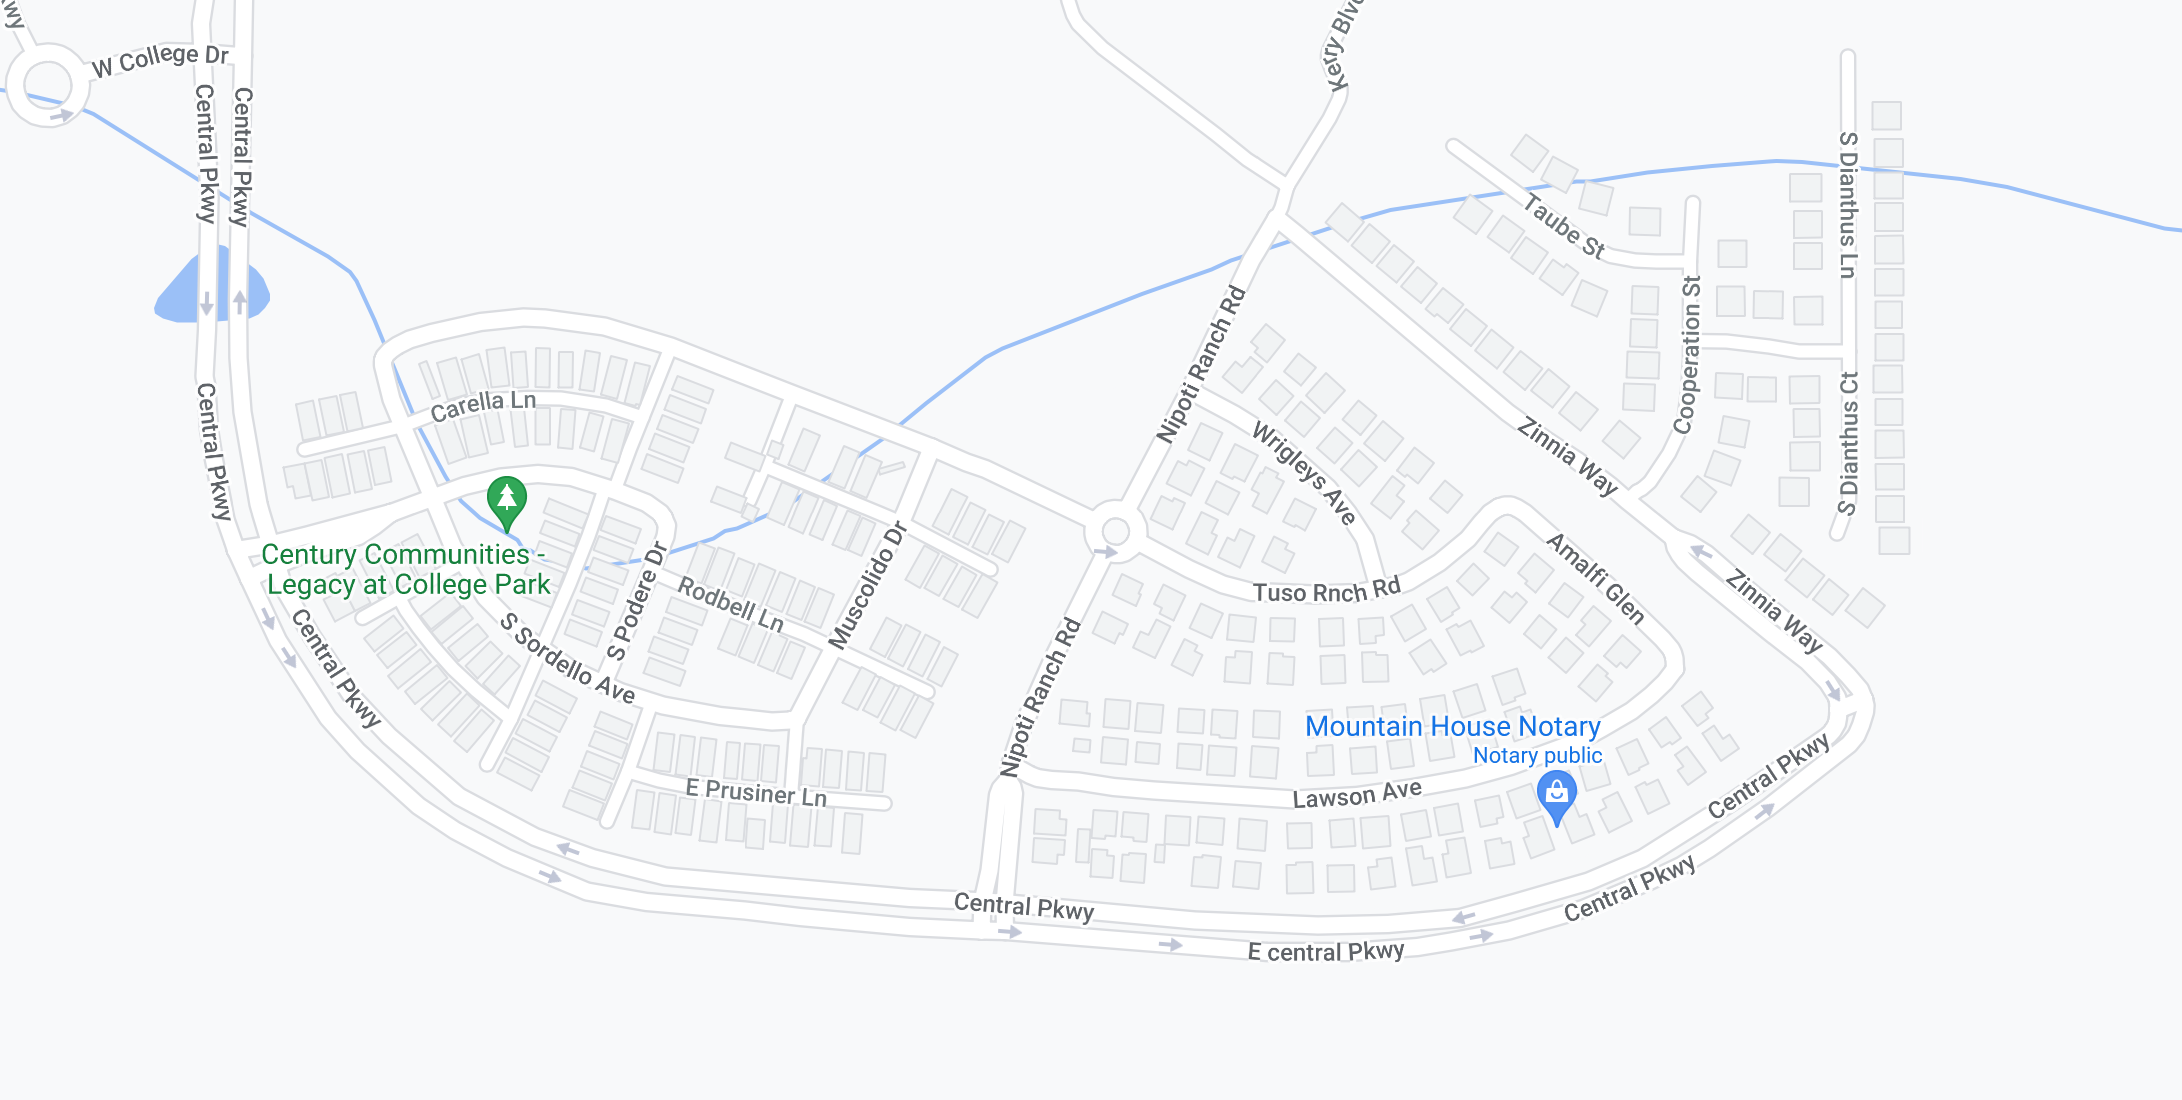 Kerry Blvd
W College Dr
Central Pkwy
Central Pkwy
S Dianthus Ln
Taube St
Cooperation St
Nipoti Ranch Rd
Central Pkwy
Carella Ln
Zinnia Way
Wrigleys Ave
S Dianthus Ct
Century Communities -
Legacy at College Park
Muscolido Dr
S Podere Dr
Rodbell Ln
Tuso Rnch Rd
Amalfi Glen
Zinnia Way
S Sordello Ave
Central Pkwy
Nipoti Ranch Rd
Mountain House Notary
Notary public
E Prusiner Ln
Lawson Ave
Central Pkwy
Central Pkwy
Central Pkwy
E central Pkwy